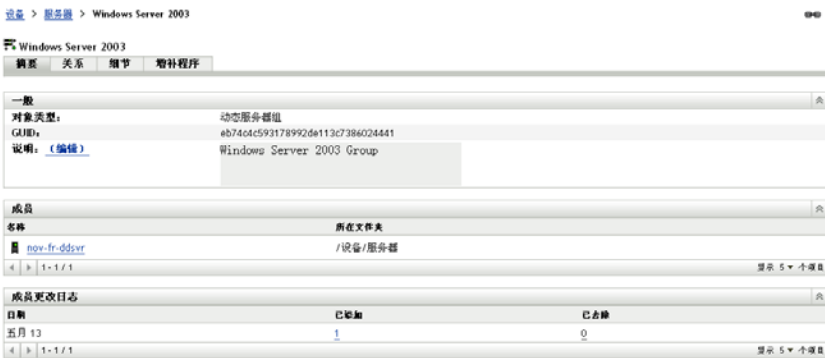 设备 > 服务器 > Windows Server 2003
Windows Server 2003
摘要 关系 细节 增补程序
一般
对象类型： 动态服务器组
GUID： eb74c4c593178992de113c7386024441
说明：（编辑） Windows Server 2003 Group
成员
名称 所在文件夹
nov-fr-ddsvr /设备/服务器
1-1/1 显示 5 个项目
成员更改日志
日期 已添加 已去除
五月 13 1 0
1-1/1 显示 5 个项目